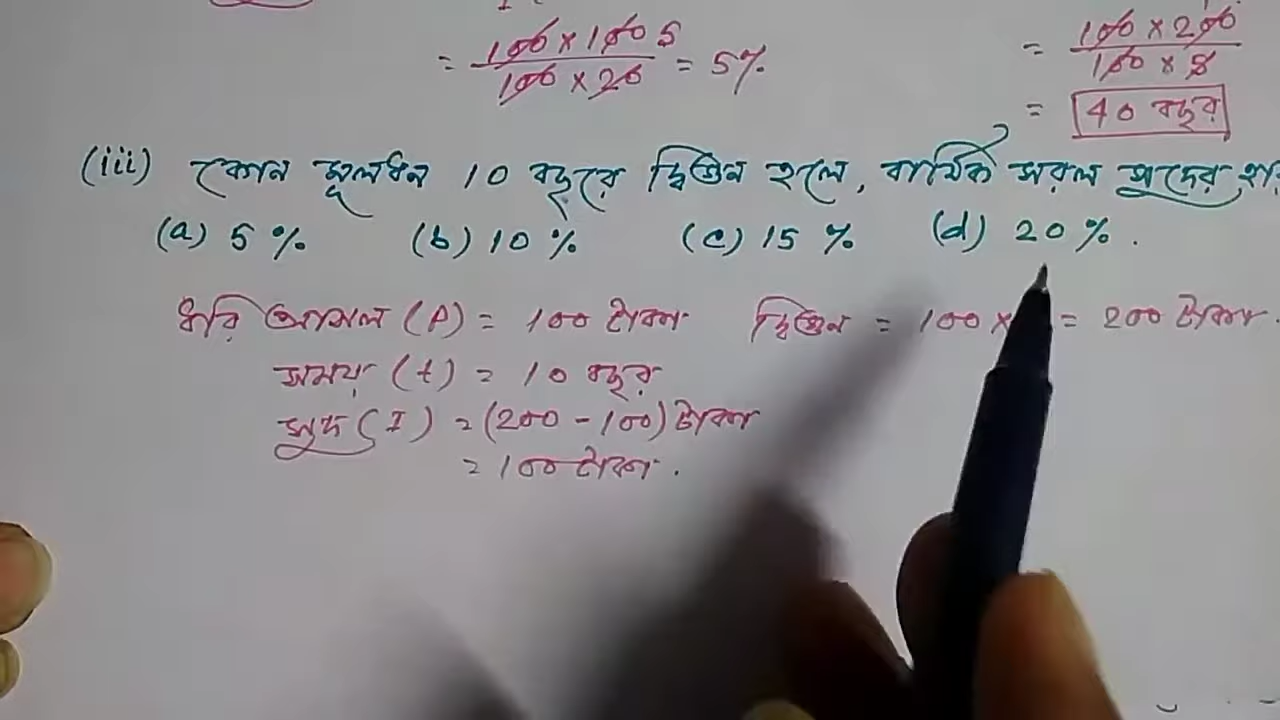 = 100 × 100 5 / 100 × 20 = 5%
= 100 × 200 / 100 × 5
= 40 বছর
(iii) কোন মূলধন 10 বছরে দ্বিগুন হলে, বার্ষিক সরল সুদের
(a) 5 % (b) 10 % (c) 15 % (d) 20 % .
ধরি আসল (P) = 100 টাকা দ্বিগুন = 100 × = 200 টাকা.
সময় (t) = 10 বছর
সুদ (I) = (200 - 100) টাকা
= 100 টাকা .